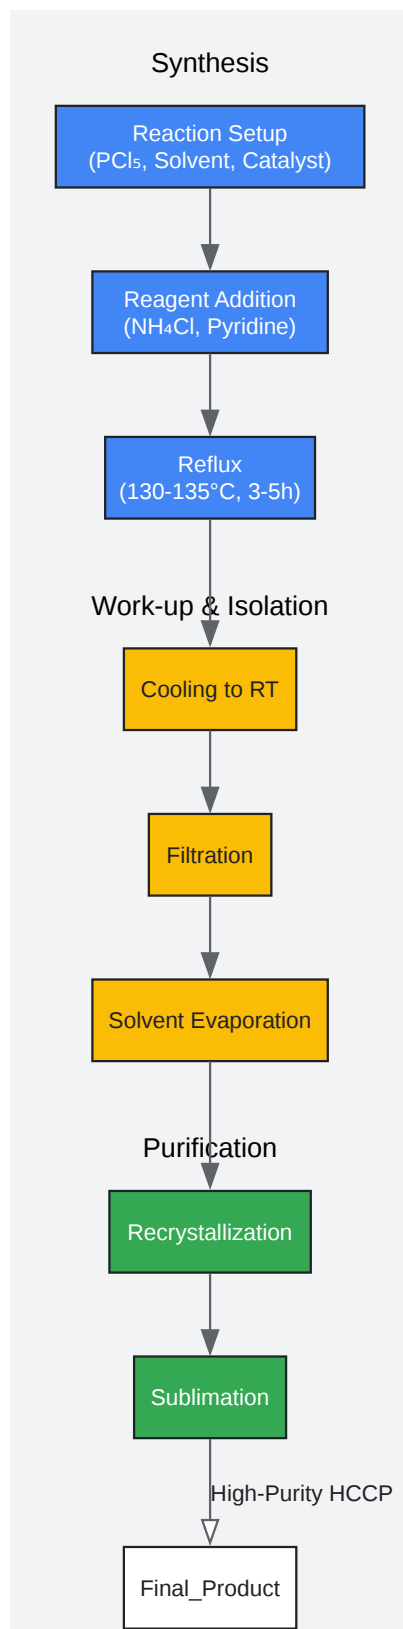 Synthesis
Reaction Setup
(PCl₅, Solvent, Catalyst)
Reagent Addition
(NH₄Cl, Pyridine)
Reflux
(130-135°C, 3-5h)
Work-up & Isolation
Cooling to RT
Filtration
Solvent Evaporation
Purification
Recrystallization
Sublimation
High-Purity HCCP
Final_Product